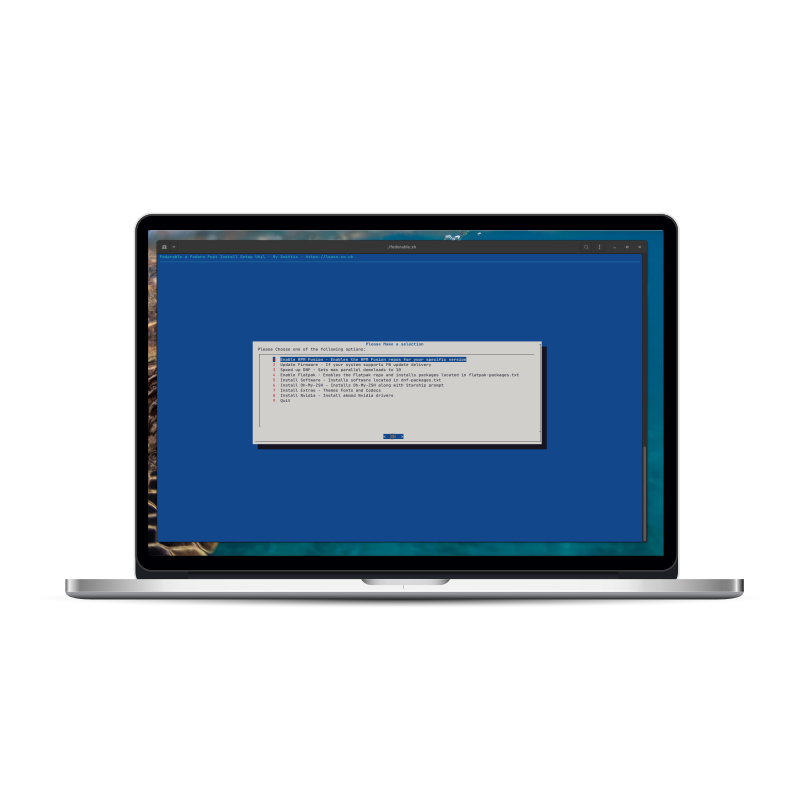 ./fedorable.sh
Fedorable a Fedora Post Install Setup Util - By Smittix - https://lsass.co.uk
Please Make a Selection
Please Choose one of the following options:
1 Enable RPM Fusion - Enables the RPM Fusion repos for your specific version
2 Update Firmware - If your system supports FW update delivery
3 Speed up DNF - Sets max parallel downloads to 10
4 Enable Flatpak - Enables the Flatpak repo and installs packages located in flatpak-packages.txt
5 Install Software - Installs software located in dnf-packages.txt
6 Install Oh-My-ZSH - Installs Oh-My-ZSH along with Starship prompt
7 Install Extras - Themes Fonts and Codecs
8 Install Nvidia - Install akmod Nvidia drivers
9 Quit
< OK >